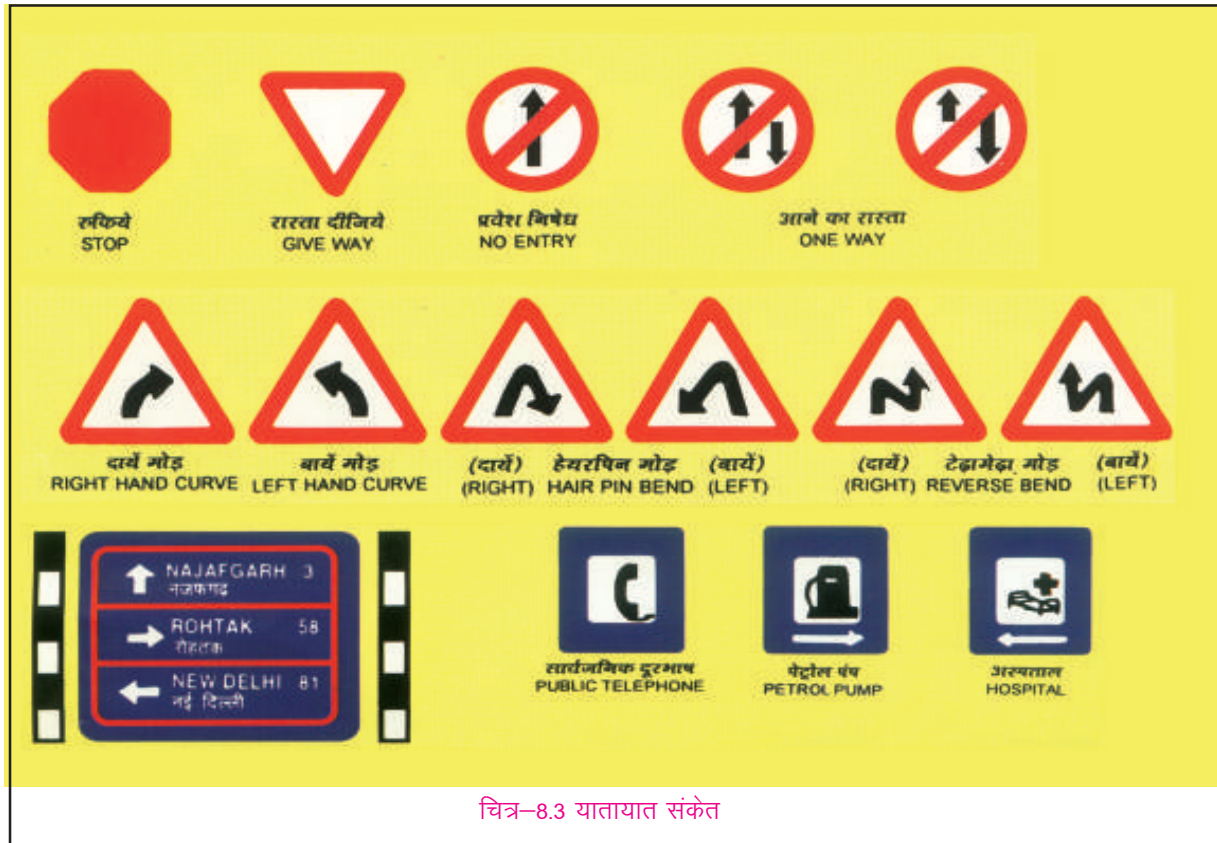 रुकिये
STOP
रास्ता दीजिये
GIVE WAY
प्रवेश निषेध
NO ENTRY
आने का रास्ता
ONE WAY
दायें मोड़
RIGHT HAND CURVE
बायें मोड़
LEFT HAND CURVE
(दायें) हेयरपिन मोड़ (बायें)
(RIGHT) HAIR PIN BEND (LEFT)
(दायें) टेढ़ामेढ़ा मोड़ (बायें)
(RIGHT) REVERSE BEND (LEFT)
NAJAFGARH 3
नजफगढ़
ROHTAK 58
रोहतक
NEW DELHI 81
नई दिल्ली
सार्वजनिक दूरभाष
PUBLIC TELEPHONE
पेट्रोल पंप
PETROL PUMP
अस्पताल
HOSPITAL
चित्र–8.3 यातायात संकेत